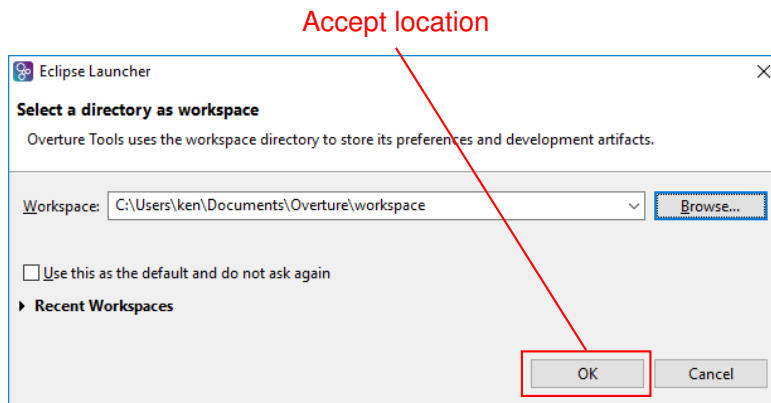 Accept location
Eclipse Launcher
Select a directory as workspace
Overture Tools uses the workspace directory to store its preferences and development artifacts.
Workspace: C:\Users\ken\Documents\Overture\workspace Browse...
Use this as the default and do not ask again
Recent Workspaces
OK Cancel